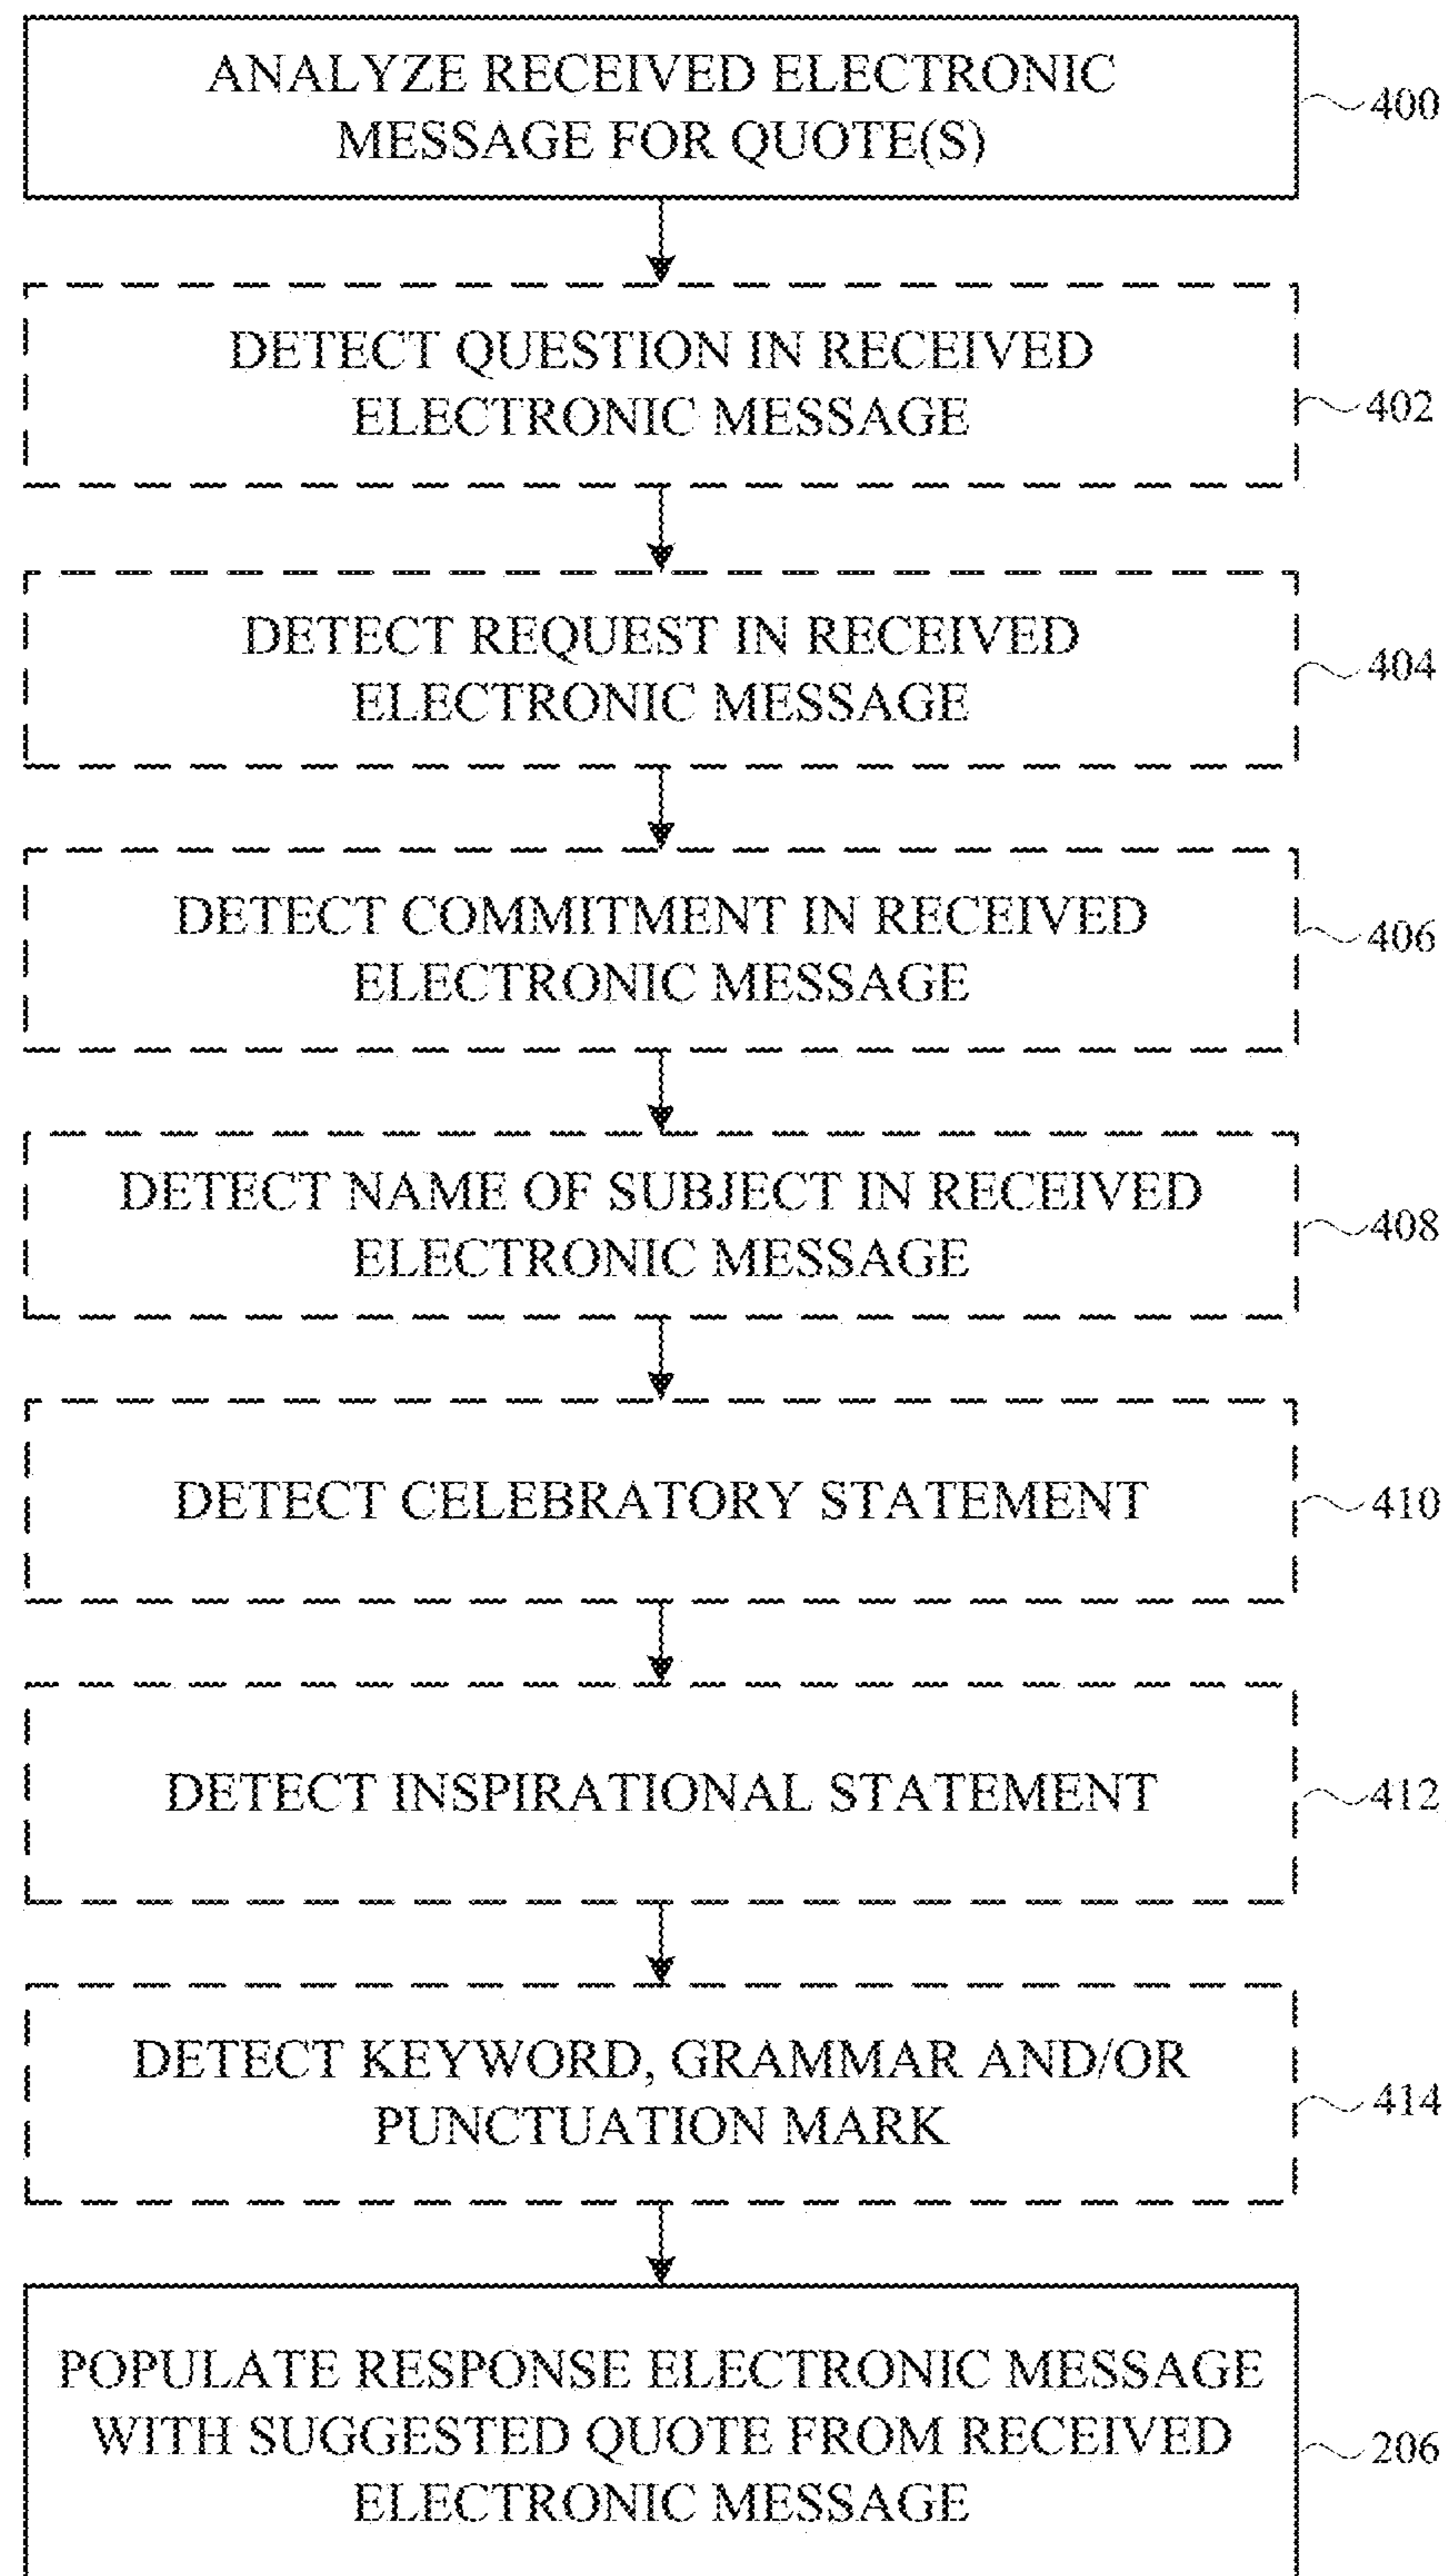 ANALYZE RECEIVED ELECTRONIC
MESSAGE FOR QUOTE(S)
400
DETECT QUESTION IN RECEIVED
ELECTRONIC MESSAGE
402
DETECT REQUEST IN RECEIVED
ELECTRONIC MESSAGE
404
DETECT COMMITMENT IN RECEIVED
ELECTRONIC MESSAGE
406
DETECT NAME OF SUBJECT IN RECEIVED
ELECTRONIC MESSAGE
408
DETECT CELEBRATORY STATEMENT
410
DETECT INSPIRATIONAL STATEMENT
412
DETECT KEYWORD, GRAMMAR AND/OR
PUNCTUATION MARK
414
POPULATE RESPONSE ELECTRONIC MESSAGE
WITH SUGGESTED QUOTE FROM RECEIVED
ELECTRONIC MESSAGE
206